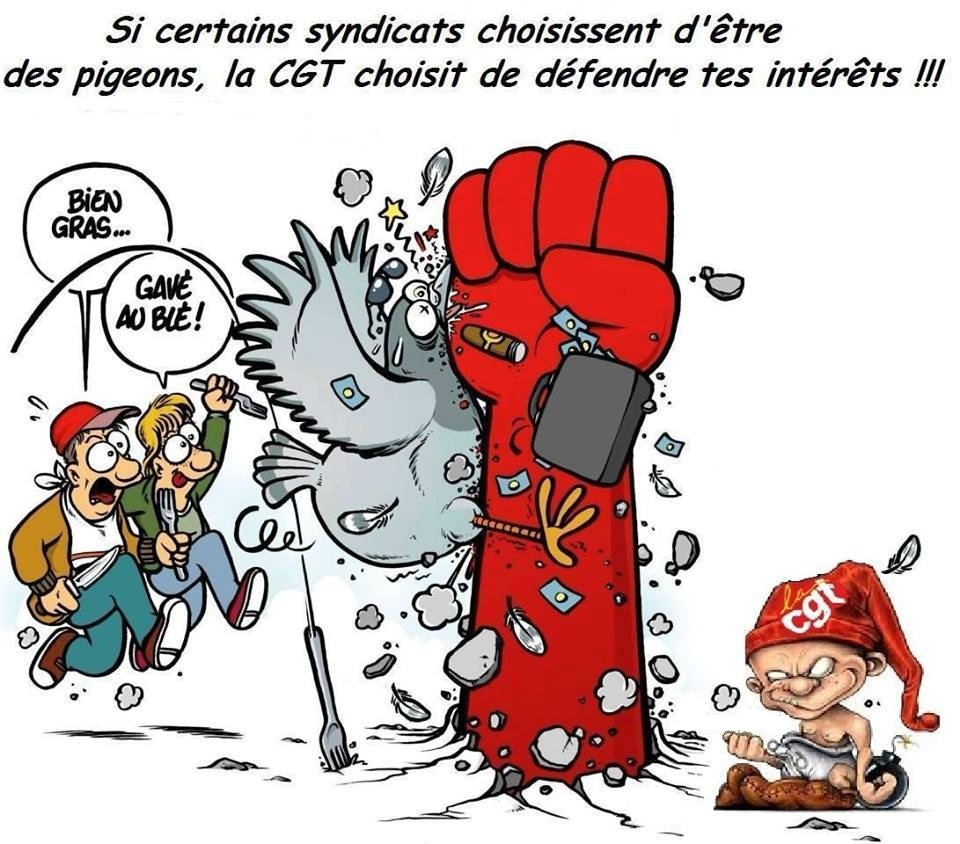 Si certains syndicats choisissent d'être
des pigeons, la CGT choisit de défendre tes intérêts !!!
BiEN
GRAS...
GAVÉ
AU BLÉ!
la
cgt